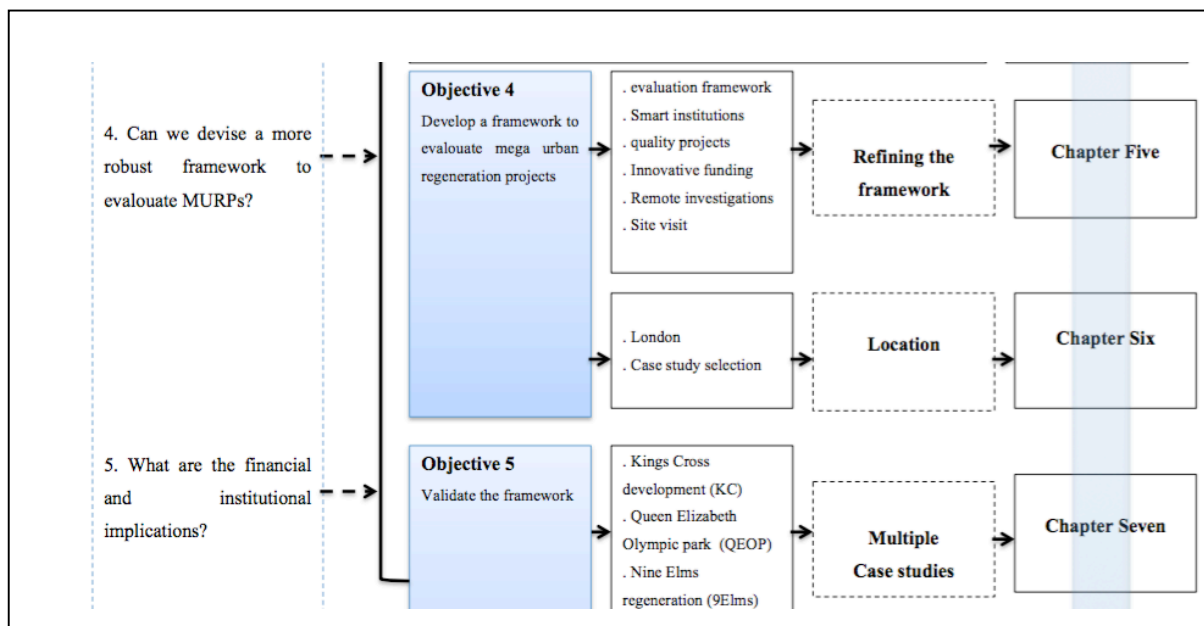 4. Can we devise a more
robust framework to
evalouate MURPs?
Objective 4
Develop a framework to
evalouate mega urban
regeneration projects
. evaluation framework
. Smart institutions
. quality projects
. Innovative funding
. Remote investigations
. Site visit
Refining the
framework
Chapter Five
. London
. Case study selection
Location
Chapter Six
5. What are the financial
and institutional
implications?
Objective 5
Validate the framework
. Kings Cross
development (KC)
. Queen Elizabeth
Olympic park (QEOP)
. Nine Elms
regeneration (9Elms)
Multiple
Case studies
Chapter Seven